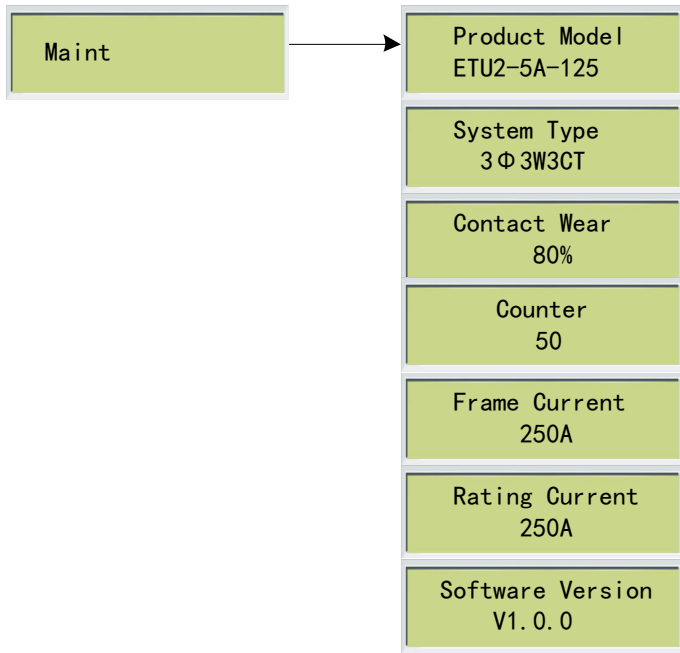 Maint
Product Model
ETU2-5A-125
System Type
3Φ3W3CT
Contact Wear
80%
Counter
50
Frame Current
250A
Rating Current
250A
Software Version
V1.0.0